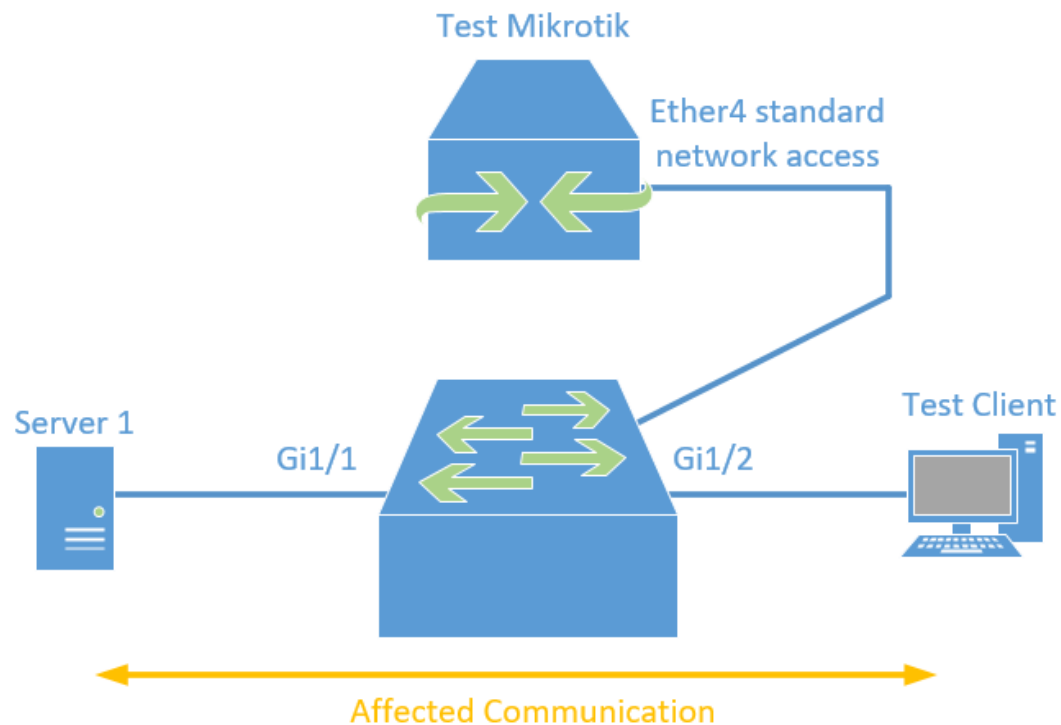 Test Mikrotik
Ether4 standard
network access
Server 1
Test Client
Gi1/1
Gi1/2
Affected Communication